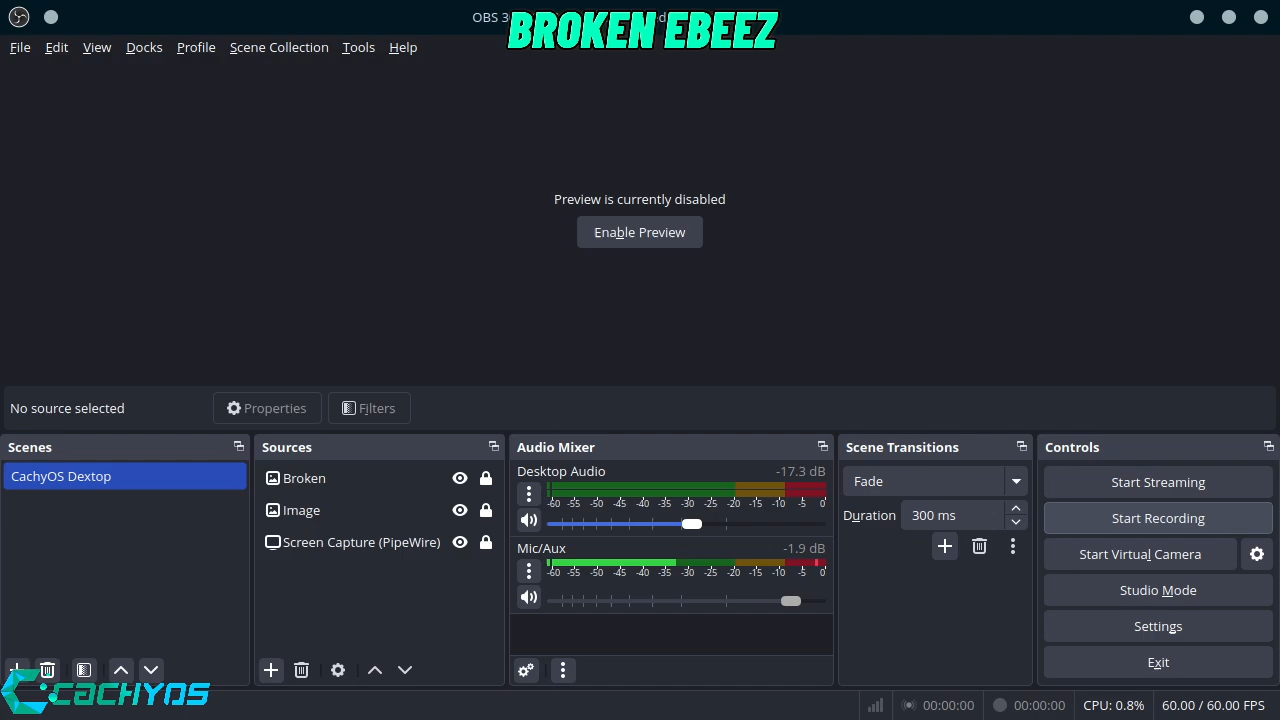 OBS 3
BROKEN EBEEZ
File Edit View Docks Profile Scene Collection Tools Help
Preview is currently disabled
Enable Preview
No source selected Properties Filters
Scenes
CachyOS Dextop
Sources
Broken
Image
Screen Capture (PipeWire)
Audio Mixer
Desktop Audio -17.3 dB
-60 -55 -50 -45 -40 -35 -30 -25 -20 -15 -10 -5 0
Mic/Aux -1.9 dB
-60 -55 -50 -45 -40 -35 -30 -25 -20 -15 -10 -5 0
Scene Transitions
Fade
Duration 300 ms
Controls
Start Streaming
Start Recording
Start Virtual Camera
Studio Mode
Settings
Exit
CACHYOS
00:00:00 00:00:00 CPU: 0.8% 60.00 / 60.00 FPS